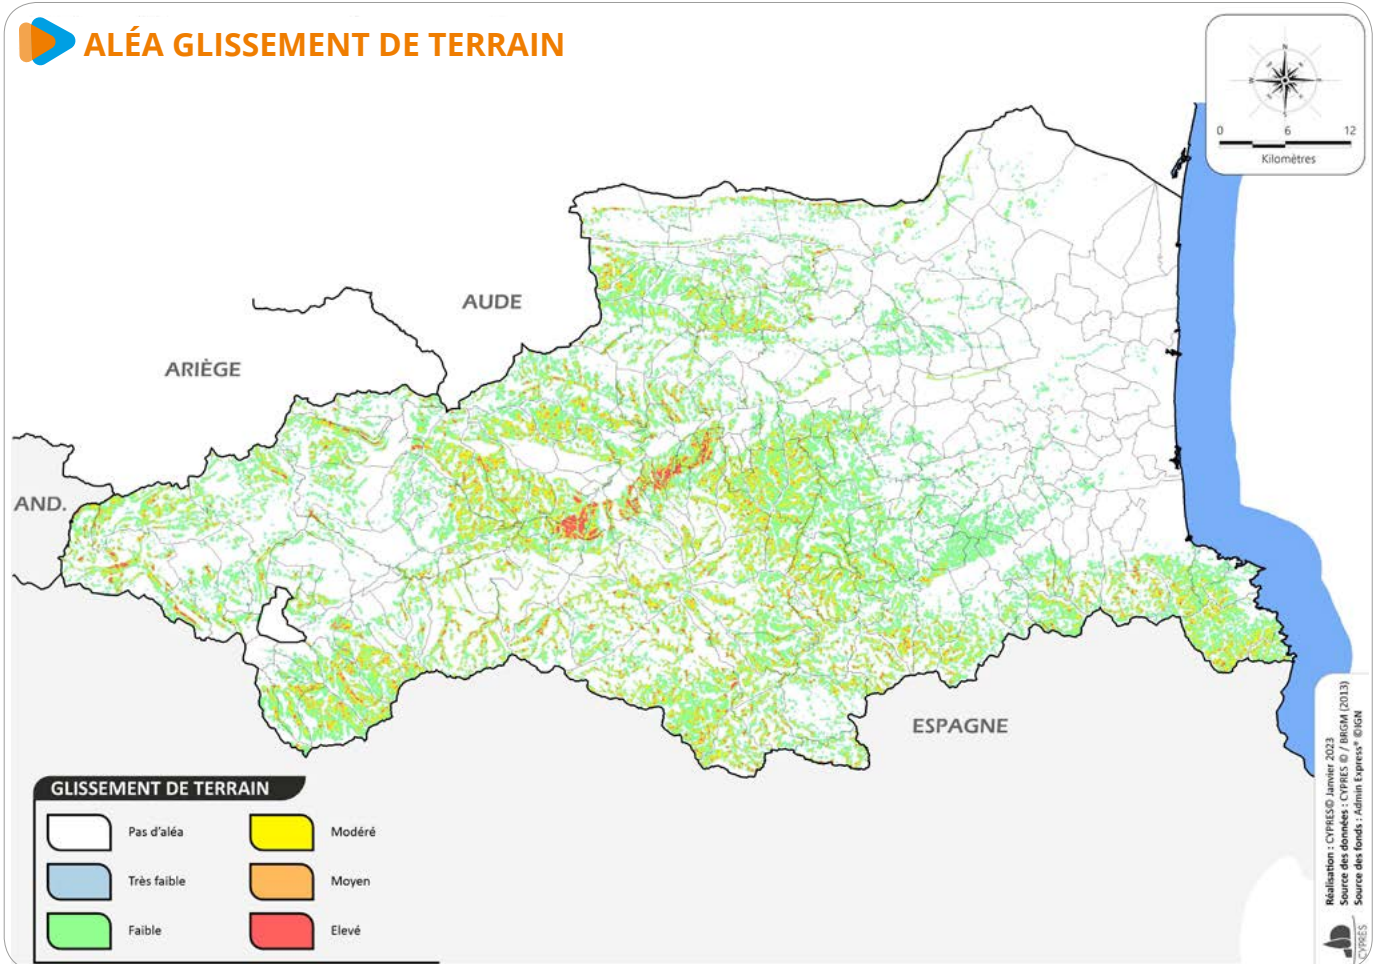 ALÉA GLISSEMENT DE TERRAIN
N
W
E
S
0 6 12
Kilomètres
AUDE
ARIÈGE
AND.
ESPAGNE
GLISSEMENT DE TERRAIN
Pas d'aléa
Modéré
Très faible
Moyen
Faible
Elevé
Réalisation : CYPRES© Janvier 2023
Source des données : CYPRES © / BRGM (2013)
Source des fonds : Admin Express® ©IGN
CYPRES